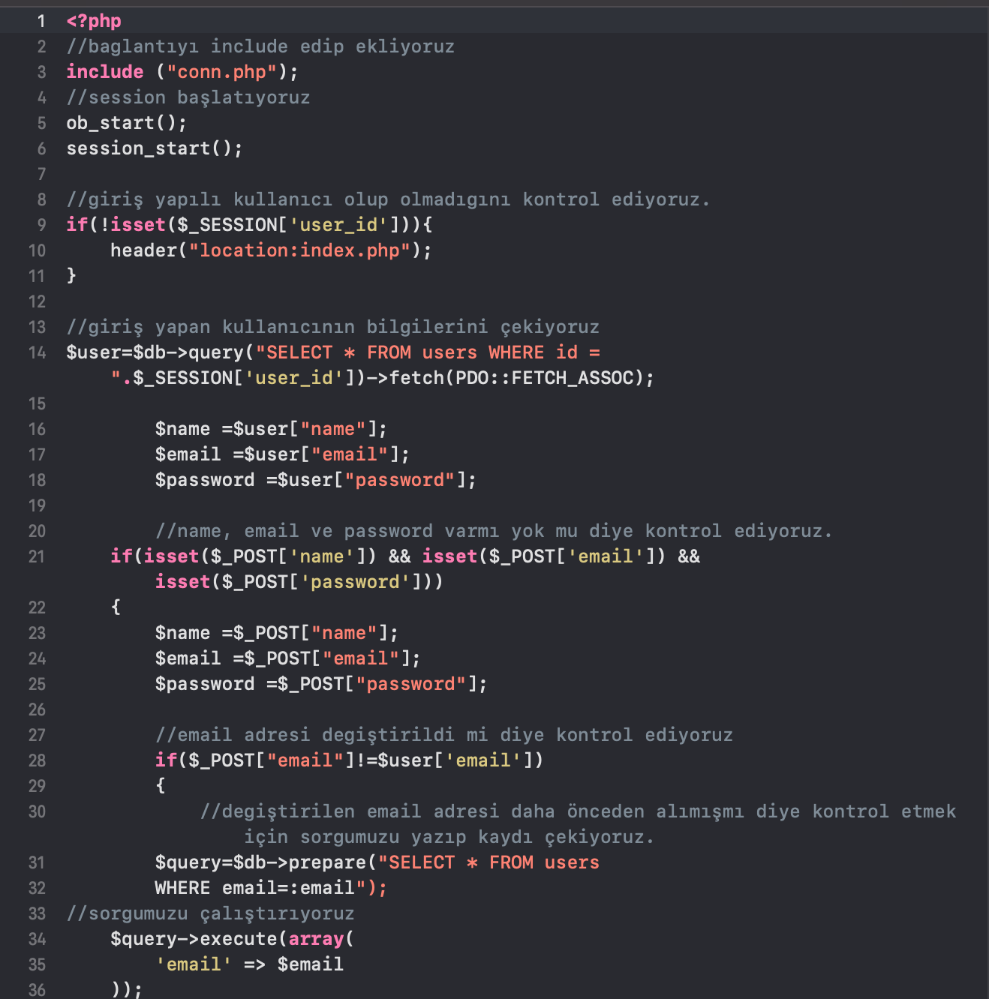 1 <?php
2 //baglantıyı include edip ekliyoruz
3 include ("conn.php");
4 //session başlatıyoruz
5 ob_start();
6 session_start();
7
8 //giriş yapılı kullanıcı olup olmadıgını kontrol ediyoruz.
9 if(!isset($_SESSION['user_id'])){
10     header("location:index.php");
11 }
12
13 //giriş yapan kullanıcının bilgilerini çekiyoruz
14 $user=$db->query("SELECT * FROM users WHERE id =
    ".$_SESSION['user_id'])->fetch(PDO::FETCH_ASSOC);
15
16         $name =$user["name"];
17         $email =$user["email"];
18         $password =$user["password"];
19
20         //name, email ve password varmı yok mu diye kontrol ediyoruz.
21     if(isset($_POST['name']) && isset($_POST['email']) &&
        isset($_POST['password']))
22     {
23         $name =$_POST["name"];
24         $email =$_POST["email"];
25         $password =$_POST["password"];
26
27         //email adresi degiştirildi mi diye kontrol ediyoruz
28         if($_POST["email"]!=$user['email'])
29         {
30             //degiştirilen email adresi daha önceden alımışmı diye kontrol etmek
                için sorgumuzu yazıp kaydı çekiyoruz.
31         $query=$db->prepare("SELECT * FROM users
32         WHERE email=:email");
33 //sorgumuzu çalıştırıyoruz
34     $query->execute(array(
35         'email' => $email
36     ));